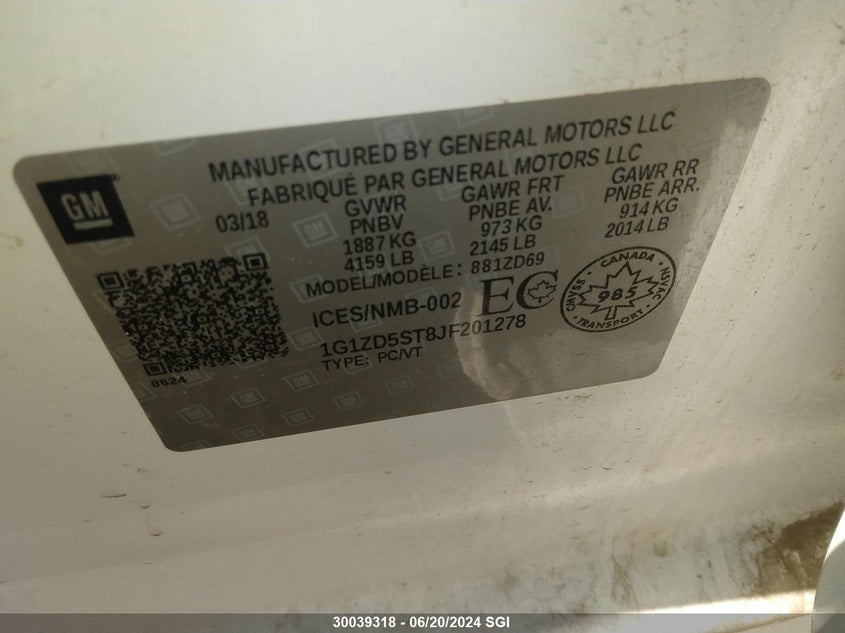 MANUFACTURED BY GENERAL MOTORS LLC
FABRIQUÉ PAR GENERAL MOTORS LLC
GM
03/18 GVWR GAWR FRT GAWR RR
PNBV PNBE AV. PNBE ARR.
1887 KG 973 KG 914 KG
4159 LB 2145 LB 2014 LB
MODEL/MODÈLE: 881ZD69
ICES/NMB-002 EC
CANADA
CMVSS 985 NSVAC
TRANSPORT
1G1ZD5ST8JF201278
TYPE: PC/VT
8624
30039318 - 06/20/2024 SGI